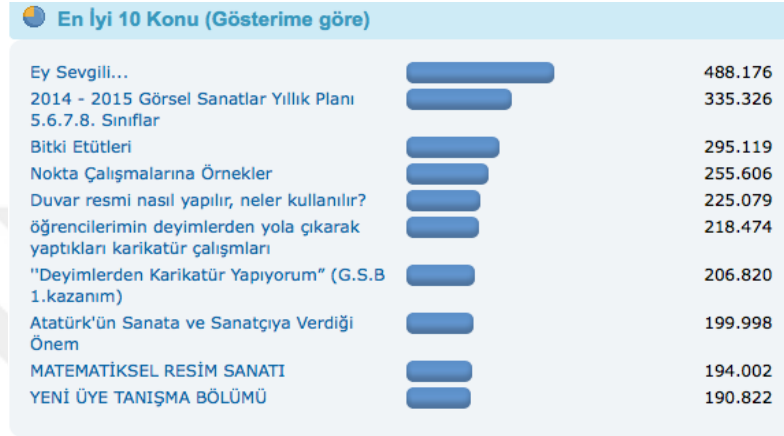 En İyi 10 Konu (Gösterime göre)
Ey Sevgili... 488.176
2014 - 2015 Görsel Sanatlar Yıllık Planı 335.326
5.6.7.8. Sınıflar
Bitki Etütleri 295.119
Nokta Çalışmalarına Örnekler 255.606
Duvar resmi nasıl yapılır, neler kullanılır? 225.079
öğrencilerimin deyimlerden yola çıkarak 218.474
yaptıkları karikatür çalışmları
''Deyimlerden Karikatür Yapıyorum” (G.S.B 206.820
1.kazanım)
Atatürk'ün Sanata ve Sanatçıya Verdiği 199.998
Önem
MATEMATİKSEL RESİM SANATI 194.002
YENİ ÜYE TANIŞMA BÖLÜMÜ 190.822